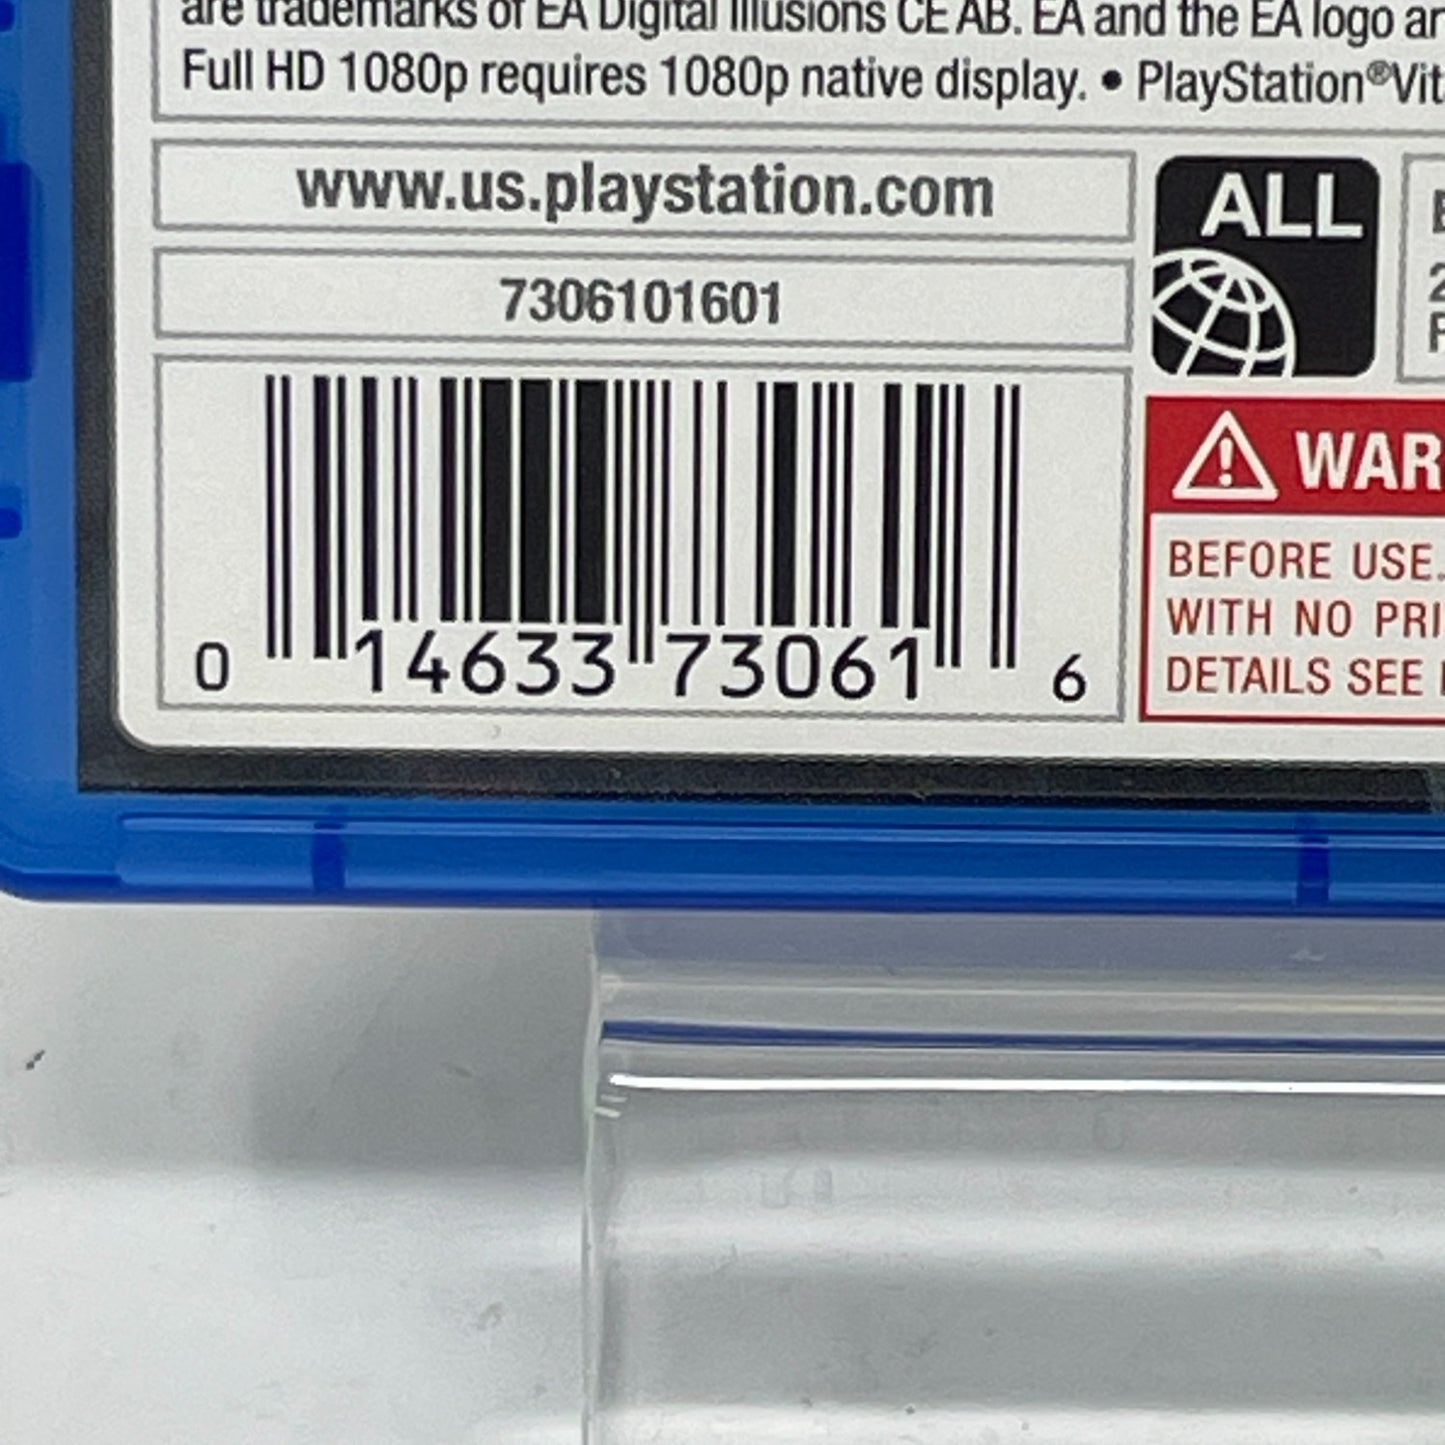 are trademarks of EA Digital Illusions CE AB. EA and the EA logo
Full HD 1080p requires 1080p native display. • PlayStation®Vit
www.us.playstation.com
ALL
7306101601
WAR
BEFORE USE.
WITH NO PRI
DETAILS SEE
0 14633 73061 6